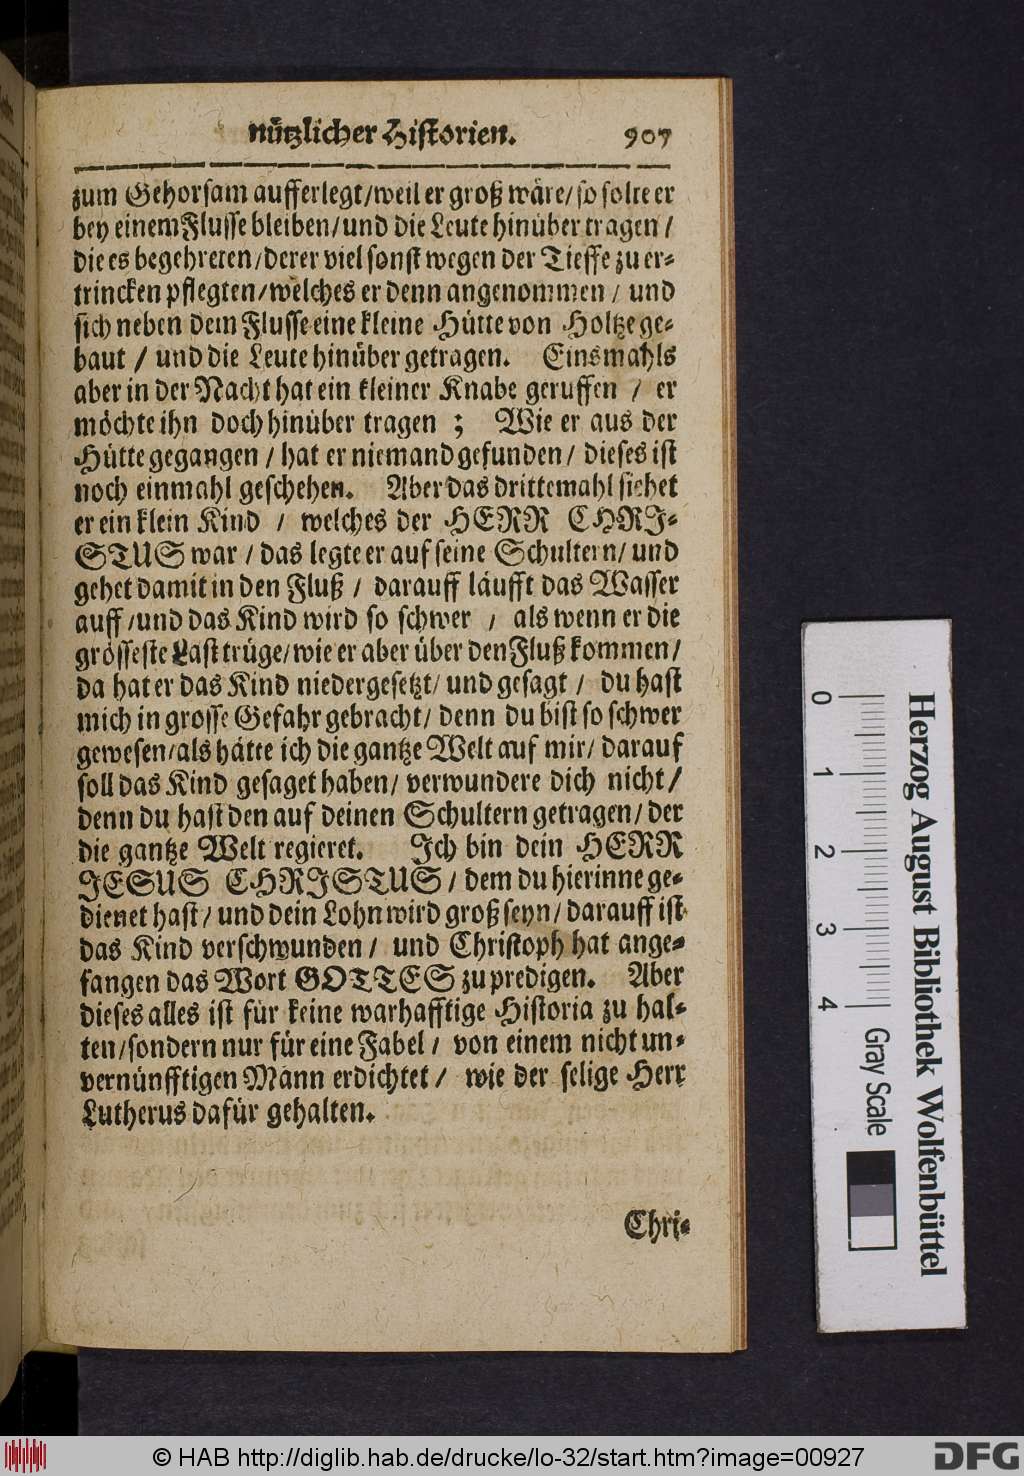 nützlicher Historien. 907
zum Gehorsam aufferlegt/weil er groß wäre/so solte er
bey einem Flusse bleiben/und die Leute hinüber tragen/
die es begehreten/derer viel sonst wegen der Tieffe zu er-
trincken pflegten/welches er denn angenommen/ und
sich neben dem Flusse eine kleine Hütte von Holtze ge-
baut / und die Leute hinüber getragen. Einsmahls
aber in der Nacht hat ein kleiner Knabe geruffen / er
möchte ihn doch hinüber tragen ; Wie er aus der
Hütte gegangen / hat er niemand gefunden/ dieses ist
noch einmahl geschehen. Aber das drittemahl siehet
er ein klein Kind / welches der HERR CHRI-
STUS war / das legte er auf seine Schultern/ und
gehet damit in den Fluß / darauff läufft das Wasser
auff/und das Kind wird so schwer / als wenn er die
grösseste Last trüge/wie er aber über den Fluß kommen/
da hat er das Kind niedergesetzt/ und gesagt / du hast
mich in grosse Gefahr gebracht/ denn du bist so schwer
gewesen/als hätte ich die gantze Welt auf mir/ darauf
soll das Kind gesaget haben/ verwundere dich nicht/
denn du hast den auf deinen Schultern getragen/ der
die gantze Welt regieret. Ich bin dein HERR
JESUS CHRISTUS / dem du hierinne ge-
dienet hast/ und dein Lohn wird groß seyn/ darauff ist
das Kind verschwunden/ und Christoph hat ange-
fangen das Wort GOTTES zu predigen. Aber
dieses alles ist für keine warhafftige Historia zu hal-
ten/sondern nur für eine Fabel/ von einem nicht un-
vernünfftigen Mann erdichtet/ wie der selige Herr
Lutherus dafür gehalten.
Chri-
0 1 2 3 4
Gray Scale
Herzog August Bibliothek Wolfenbüttel
© HAB http://diglib.hab.de/drucke/lo-32/start.htm?image=00927
DFG